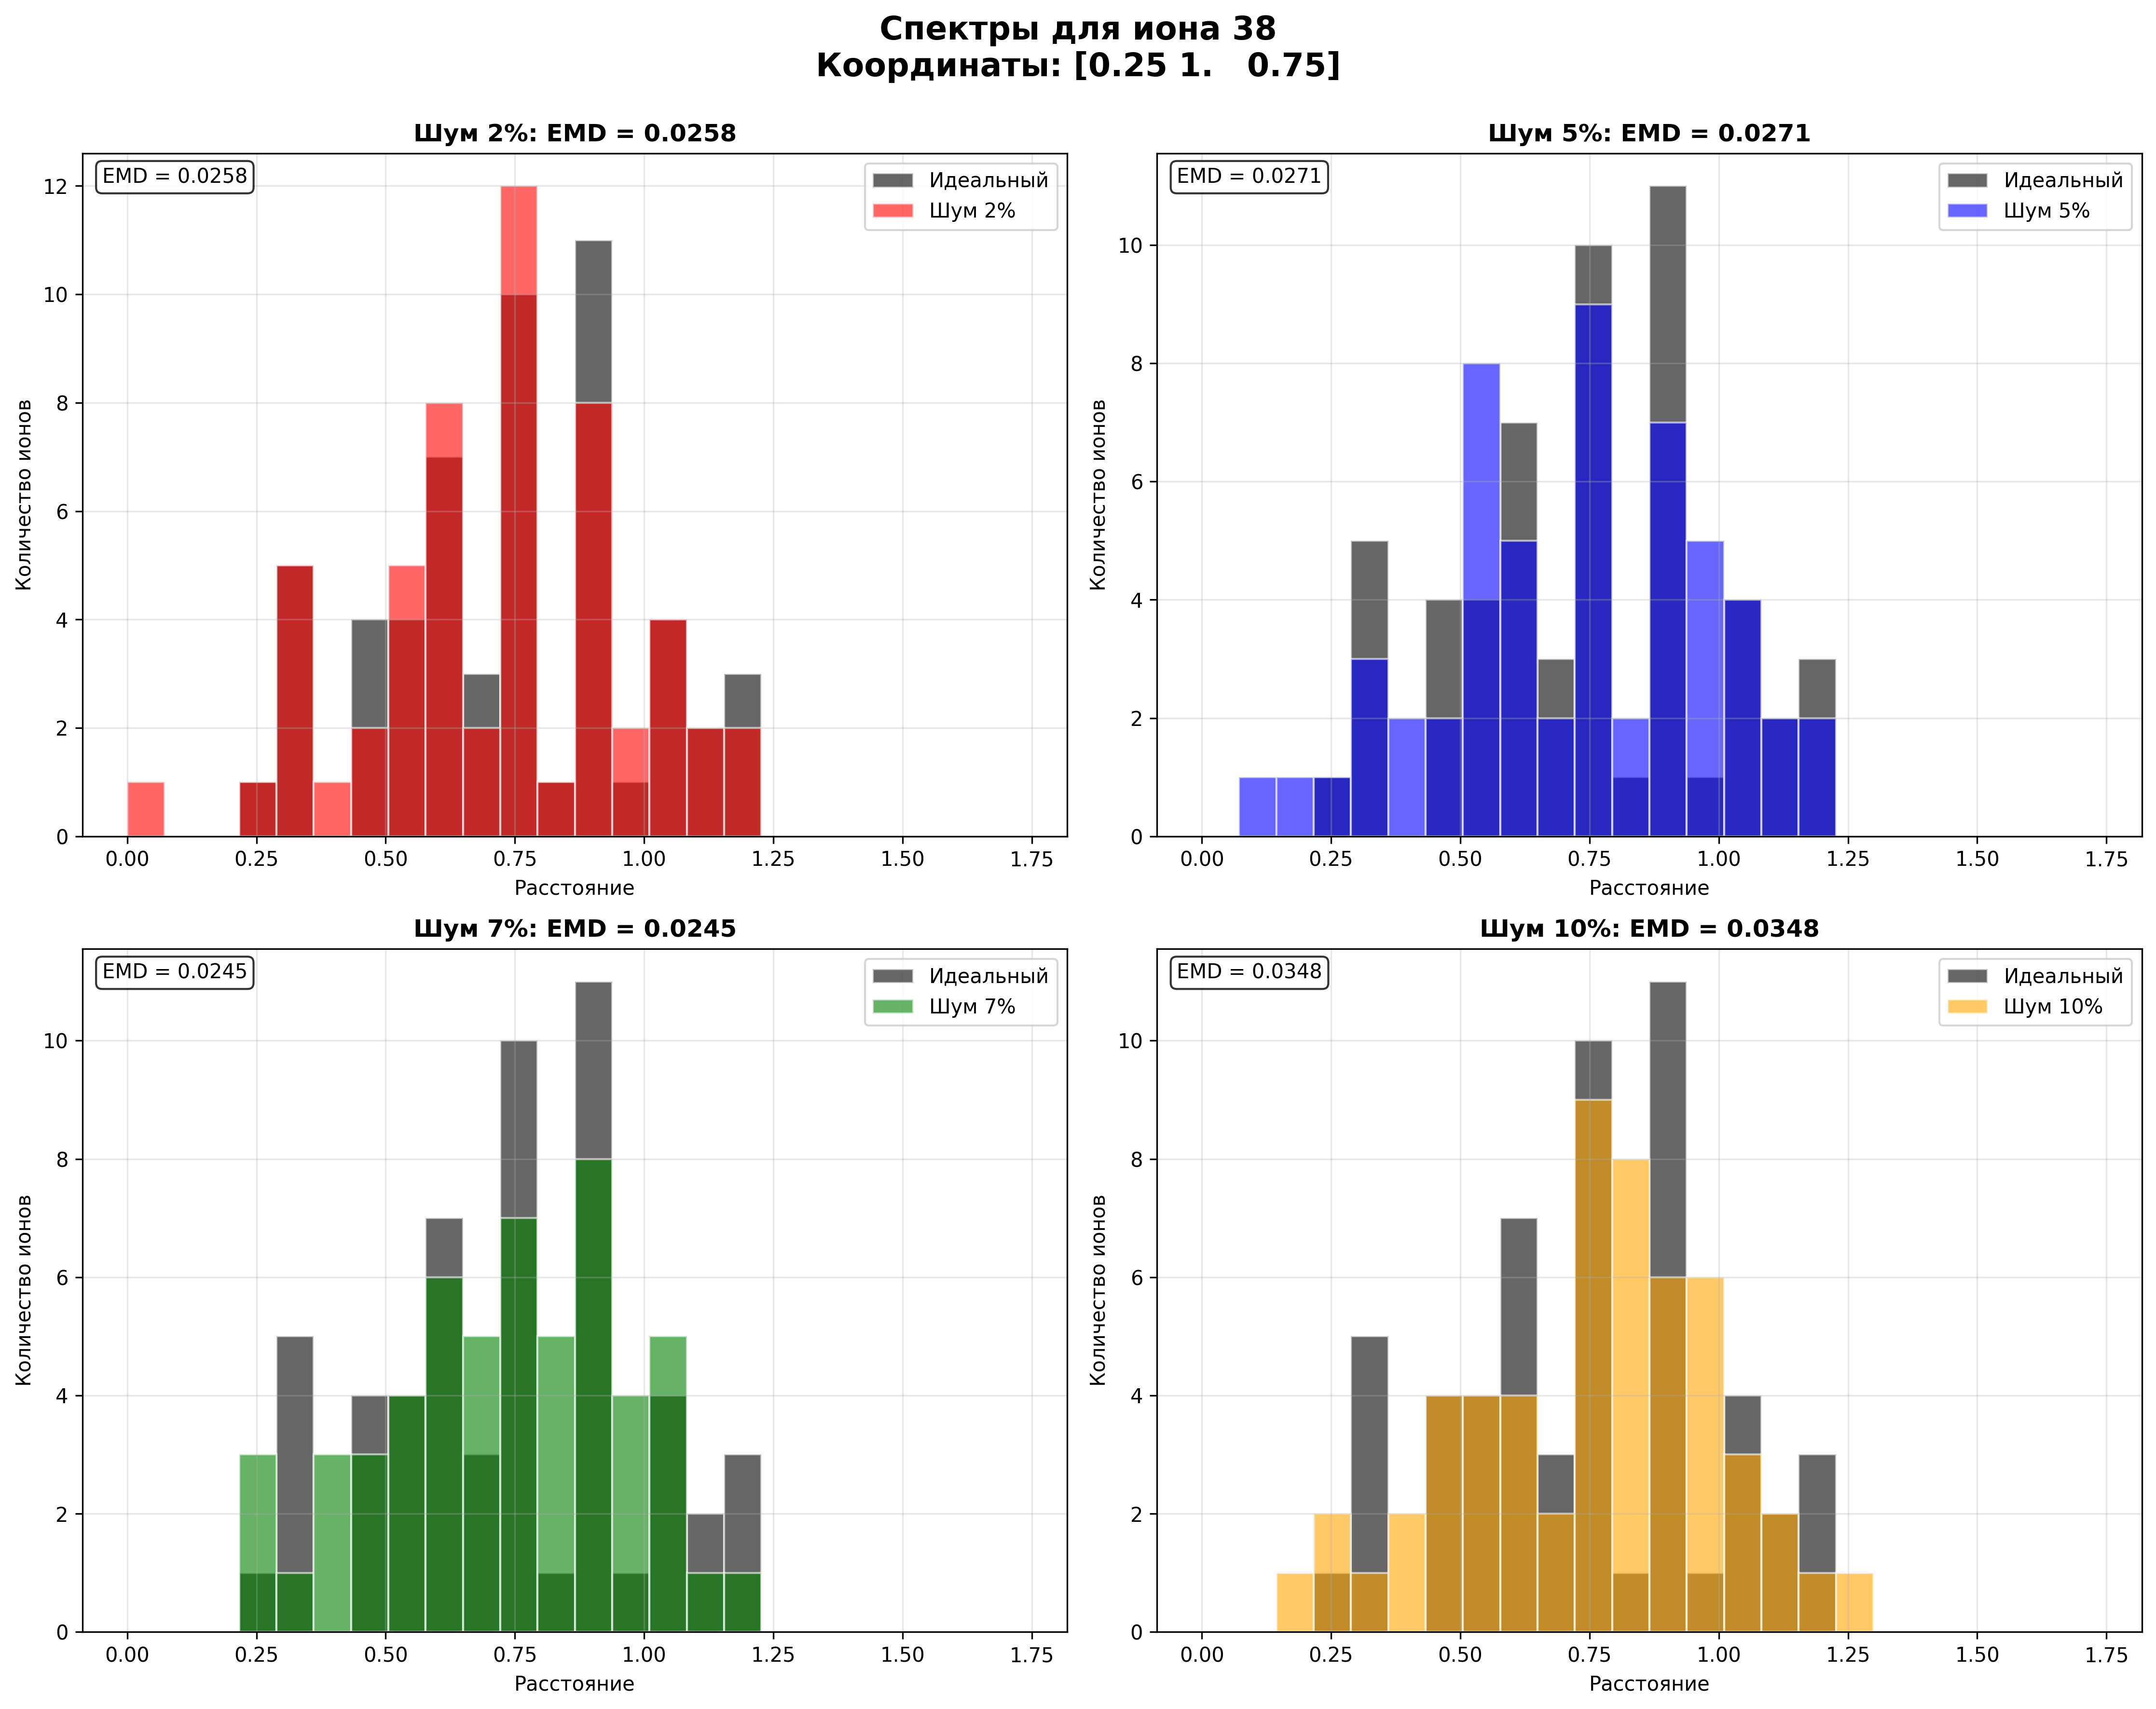 Спектры для иона 38
Координаты: [0.25 1.   0.75]
Шум 2%: EMD = 0.0258
EMD = 0.0258
Идеальный
Шум 2%
Количество ионов
12
10
8
6
4
2
0
0.00 0.25 0.50 0.75 1.00 1.25 1.50 1.75
Расстояние
Шум 5%: EMD = 0.0271
EMD = 0.0271
Идеальный
Шум 5%
Количество ионов
10
8
6
4
2
0
0.00 0.25 0.50 0.75 1.00 1.25 1.50 1.75
Расстояние
Шум 7%: EMD = 0.0245
EMD = 0.0245
Идеальный
Шум 7%
Количество ионов
10
8
6
4
2
0
0.00 0.25 0.50 0.75 1.00 1.25 1.50 1.75
Расстояние
Шум 10%: EMD = 0.0348
EMD = 0.0348
Идеальный
Шум 10%
Количество ионов
10
8
6
4
2
0
0.00 0.25 0.50 0.75 1.00 1.25 1.50 1.75
Расстояние